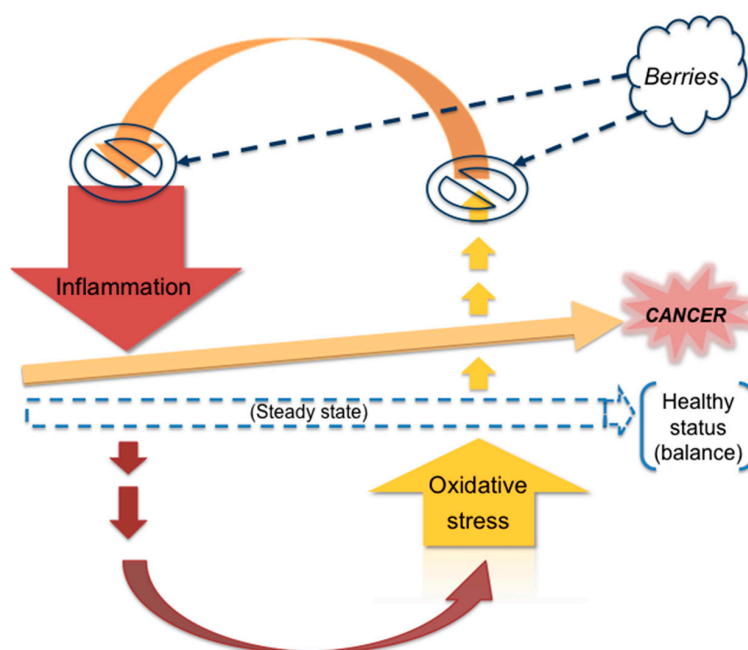 Berries
Inflammation
CANCER
(Steady state)
Healthy
status
(balance)
Oxidative
stress